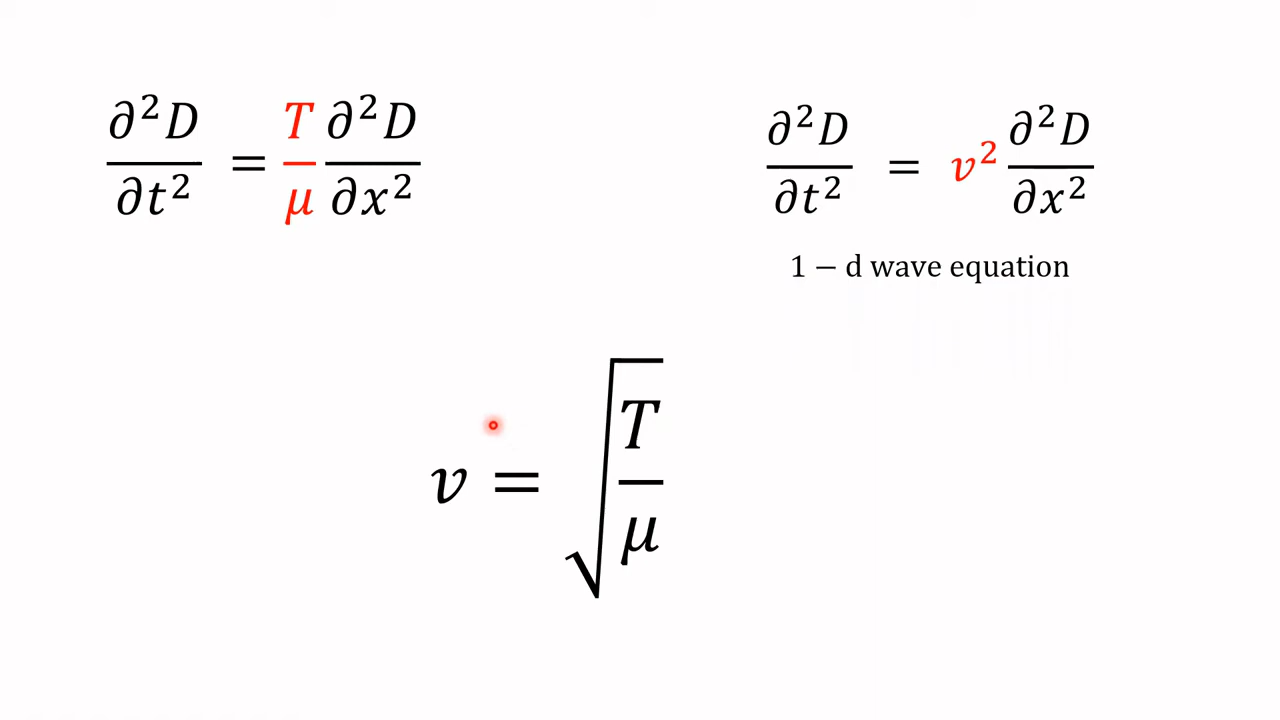 ∂²D/∂t² = T/μ ∂²D/∂x²
∂²D/∂t² = v² ∂²D/∂x²
1 − d wave equation
v = √(T/μ)